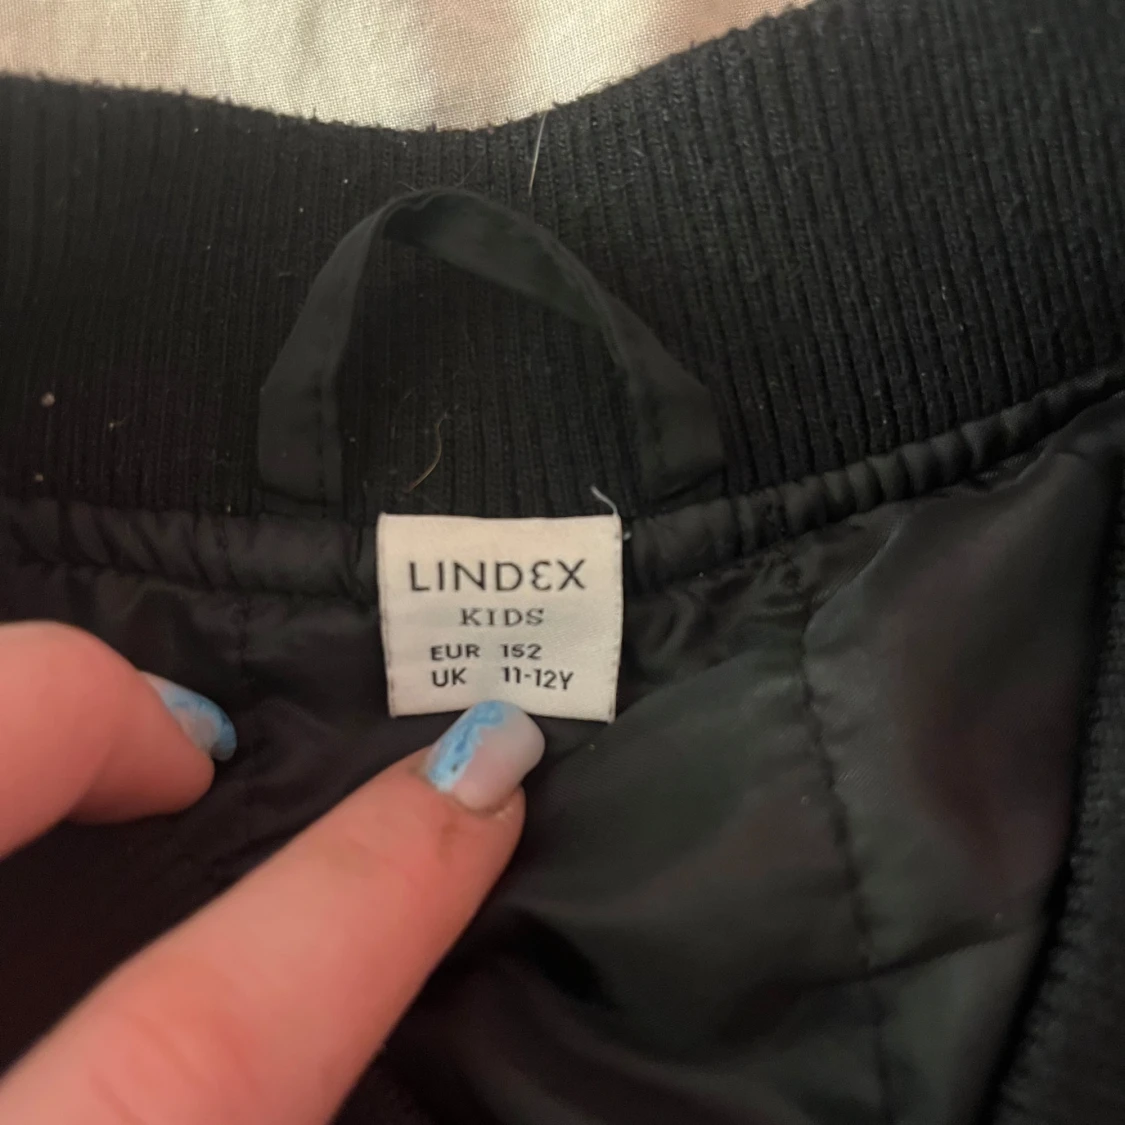 LINDEX
KIDS
EUR 152
UK 11-12Y